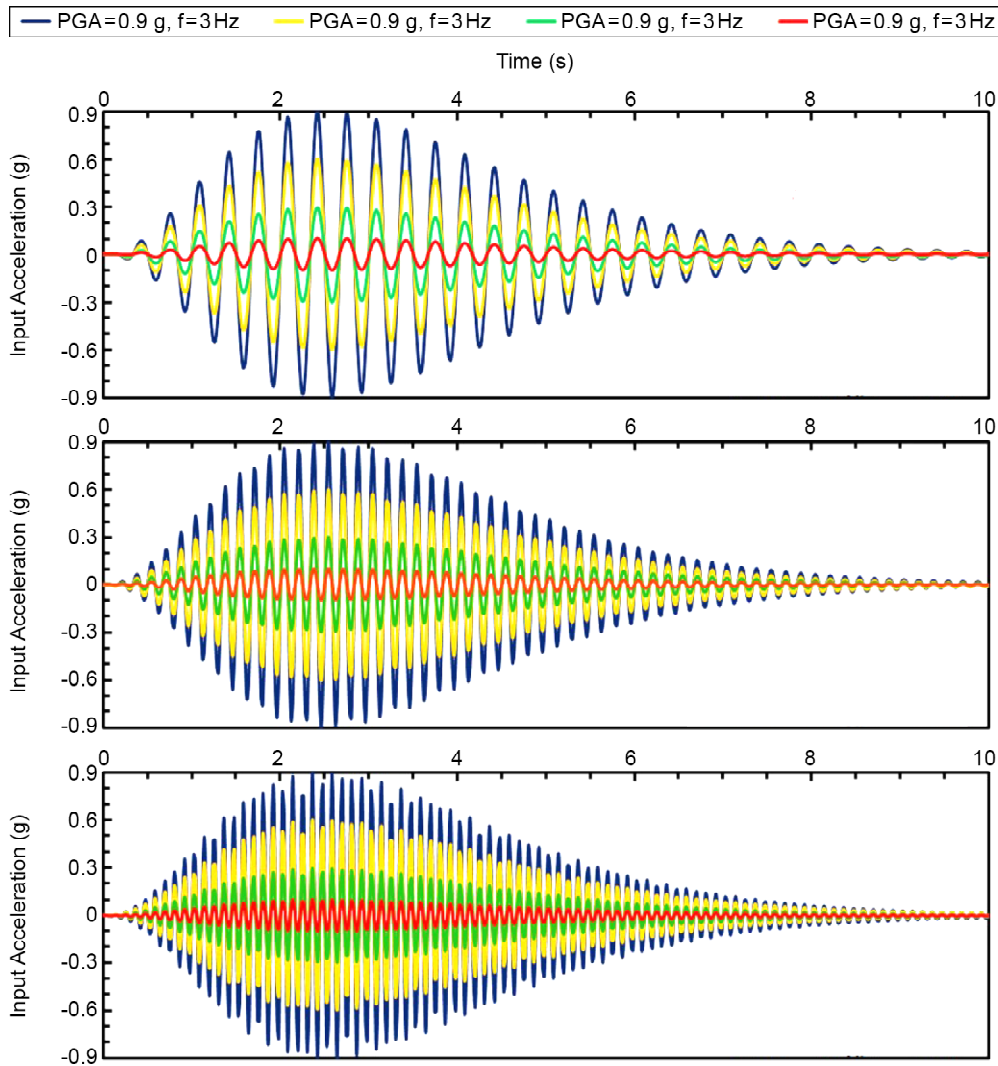 PGA=0.9 g, f=3Hz PGA=0.9 g, f=3Hz PGA=0.9 g, f=3Hz PGA=0.9 g, f=3Hz
Time (s)
0 2 4 6 8 10
0.9
0.6
0.3
0
-0.3
-0.6
-0.9
Input Acceleration (g)
0 2 4 6 8 10
0.9
0.6
0.3
0
-0.3
-0.6
-0.9
Input Acceleration (g)
0 2 4 6 8 10
0.9
0.6
0.3
0
-0.3
-0.6
-0.9
Input Acceleration (g)